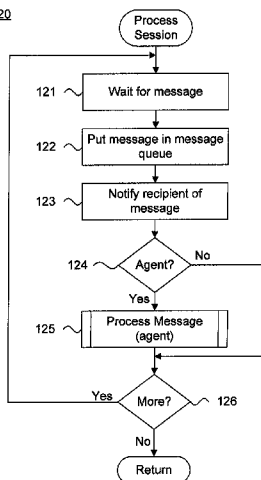 20
Process
Session
121
Wait for message
122
Put message in message
queue
123
Notify recipient of
message
124
Agent?
No
Yes
125
Process Message
(agent)
Yes
More?
126
No
Return